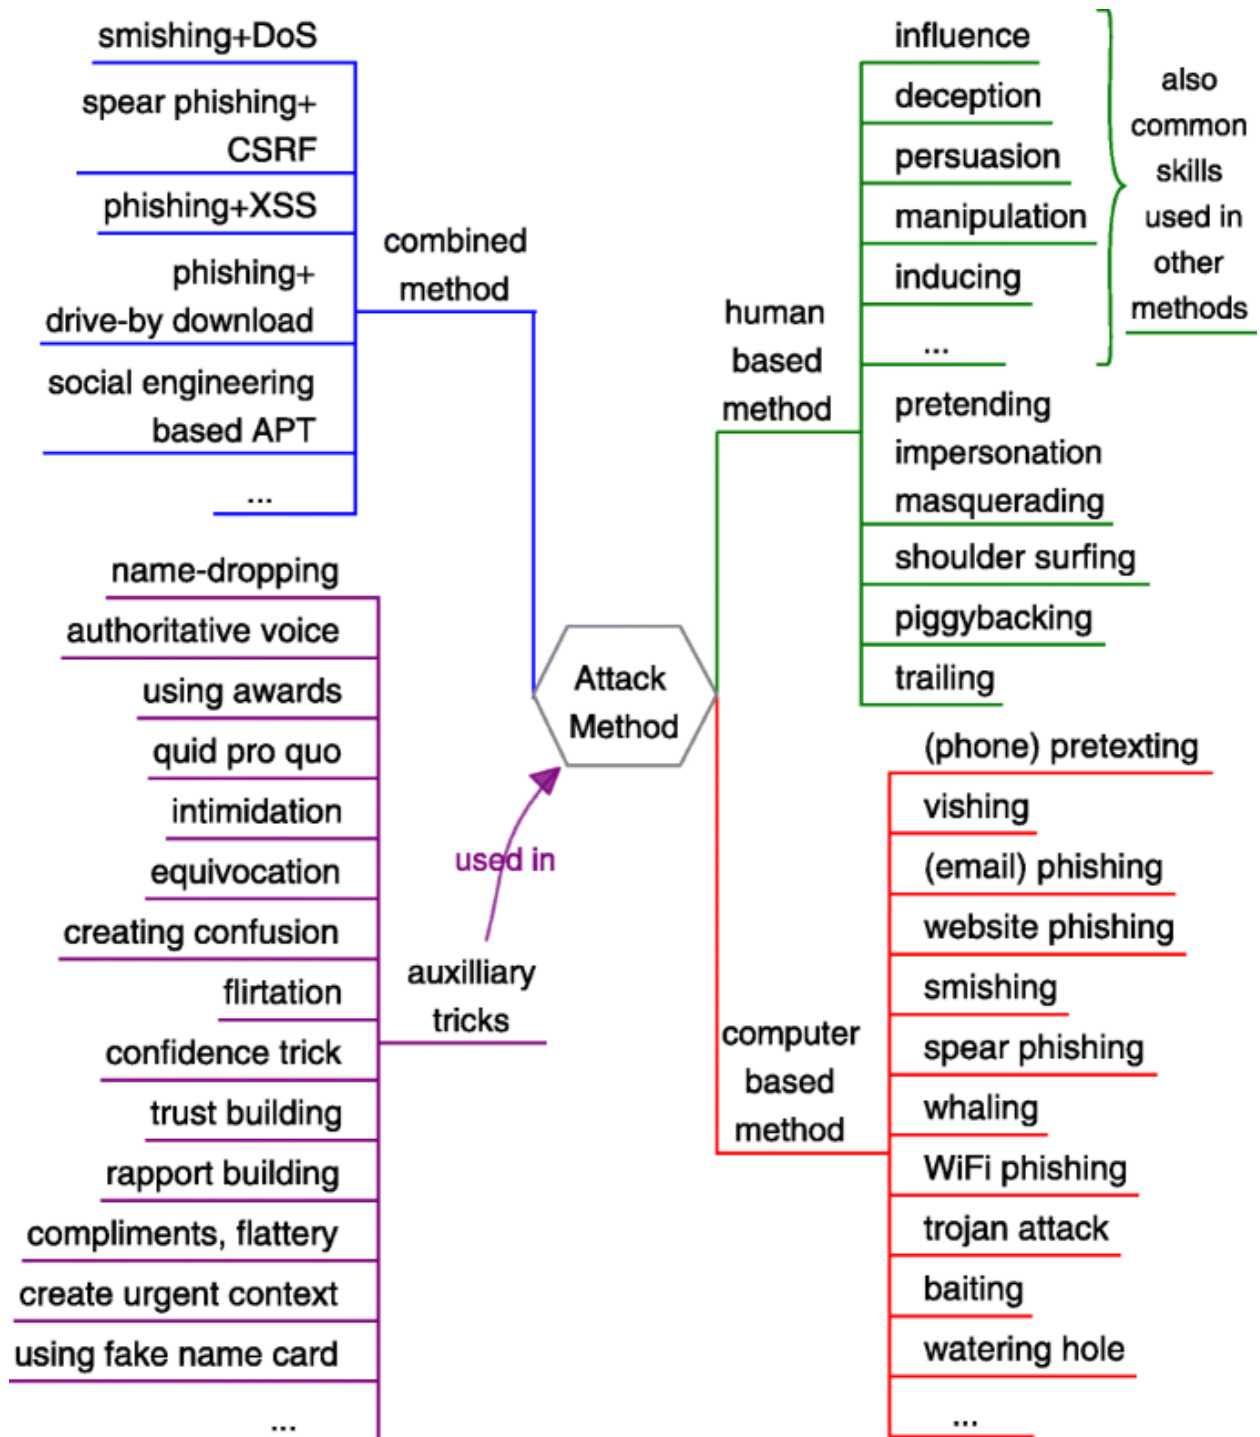 smishing+DoS
spear phishing+
CSRF
phishing+XSS
phishing+
drive-by download
social engineering
based APT
...
combined
method
name-dropping
authoritative voice
using awards
quid pro quo
intimidation
equivocation
creating confusion
flirtation
confidence trick
trust building
rapport building
compliments, flattery
create urgent context
using fake name card
...
auxilliary
tricks
used in
Attack
Method
human
based
method
influence
deception
persuasion
manipulation
inducing
...
also
common
skills
used in
other
methods
pretending
impersonation
masquerading
shoulder surfing
piggybacking
trailing
computer
based
method
(phone) pretexting
vishing
(email) phishing
website phishing
smishing
spear phishing
whaling
WiFi phishing
trojan attack
baiting
watering hole
...